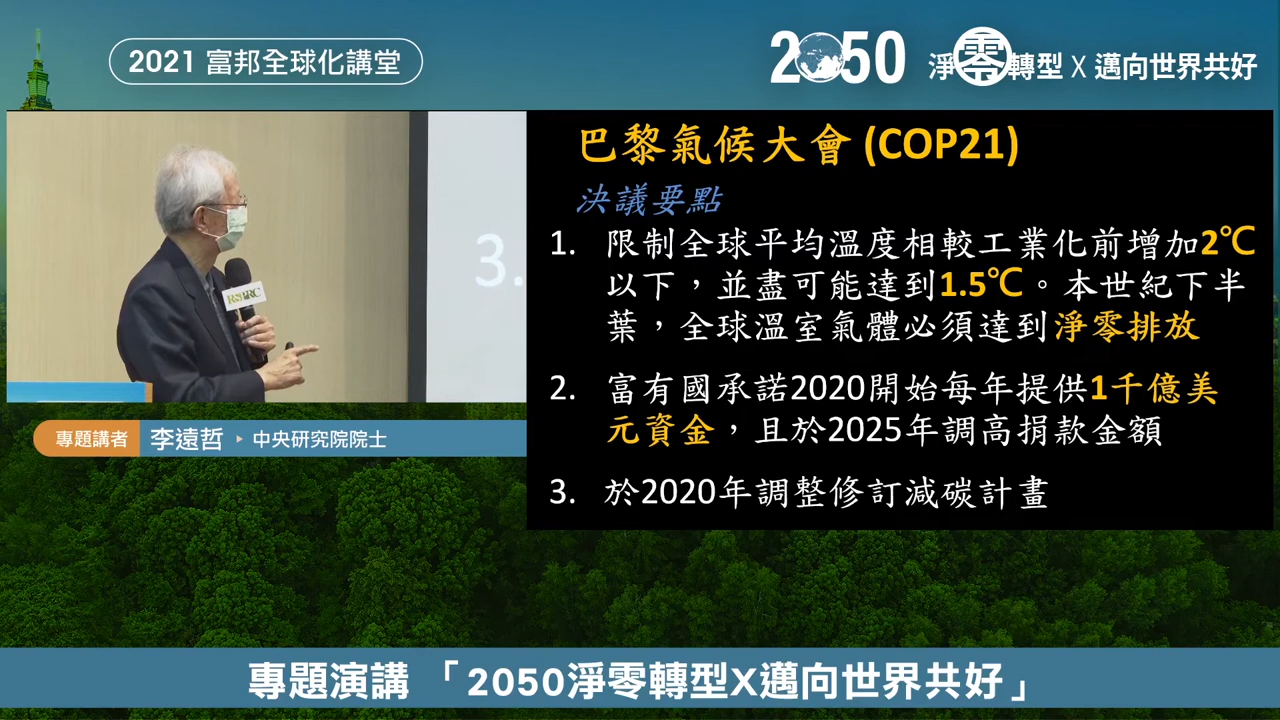 2021 富邦全球化講堂
2050 淨零轉型 X 邁向世界共好
巴黎氣候大會 (COP21)
決議要點
1. 限制全球平均溫度相較工業化前增加2℃
以下，並盡可能達到1.5℃。本世紀下半
葉，全球溫室氣體必須達到淨零排放
2. 富有國承諾2020開始每年提供1千億美
元資金，且於2025年調高捐款金額
3. 於2020年調整修訂減碳計畫
3.
RSPRC
專題講者 李遠哲 ▸ 中央研究院院士
專題演講 「2050淨零轉型X邁向世界共好」